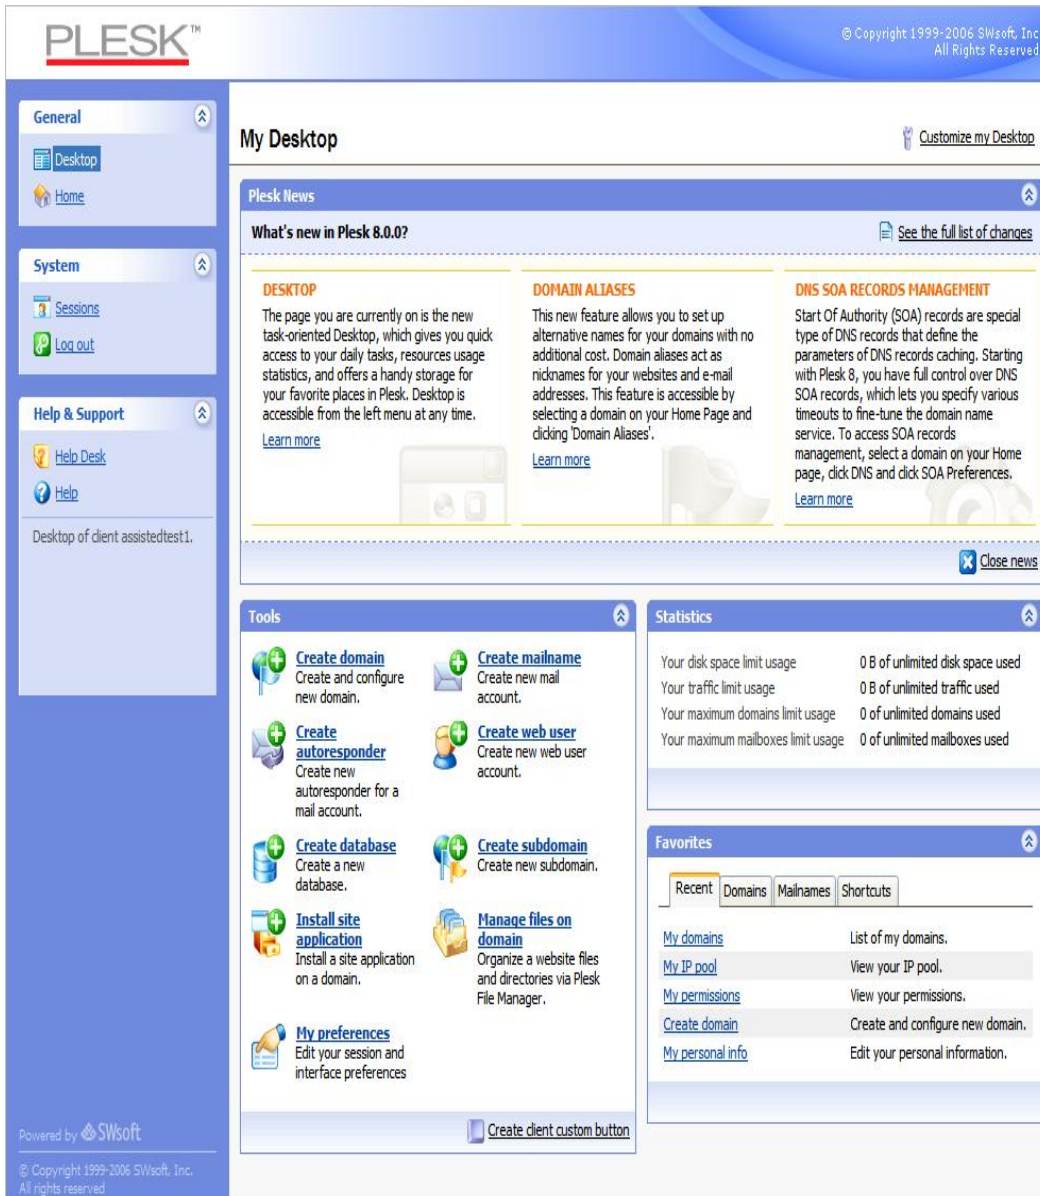 PLESK™
© Copyright 1999-2006 SWsoft, Inc
All Rights Reserved
General
Desktop
Home
System
Sessions
Log out
Help & Support
Help Desk
Help
Desktop of client assistedtest1.
Powered by SWsoft
© Copyright 1999-2006 SWsoft, Inc.
All rights reserved
My Desktop
Customize my Desktop
Plesk News
What's new in Plesk 8.0.0?
See the full list of changes
DESKTOP
The page you are currently on is the new
task-oriented Desktop, which gives you quick
access to your daily tasks, resources usage
statistics, and offers a handy storage for
your favorite places in Plesk. Desktop is
accessible from the left menu at any time.
Learn more
DOMAIN ALIASES
This new feature allows you to set up
alternative names for your domains with no
additional cost. Domain aliases act as
nicknames for your websites and e-mail
addresses. This feature is accessible by
selecting a domain on your Home Page and
clicking 'Domain Aliases'.
Learn more
DNS SOA RECORDS MANAGEMENT
Start Of Authority (SOA) records are special
type of DNS records that define the
parameters of DNS records caching. Starting
with Plesk 8, you have full control over DNS
SOA records, which lets you specify various
timeouts to fine-tune the domain name
service. To access SOA records
management, select a domain on your Home
page, click DNS and click SOA Preferences.
Learn more
Close news
Tools
Create domain
Create and configure
new domain.
Create mailname
Create new mail
account.
Create
autoresponder
Create new
autoresponder for a
mail account.
Create web user
Create new web user
account.
Create database
Create a new
database.
Create subdomain
Create new subdomain.
Install site
application
Install a site application
on a domain.
Manage files on
domain
Organize a website files
and directories via Plesk
File Manager.
My preferences
Edit your session and
interface preferences
Create client custom button
Statistics
Your disk space limit usage 0 B of unlimited disk space used
Your traffic limit usage 0 B of unlimited traffic used
Your maximum domains limit usage 0 of unlimited domains used
Your maximum mailboxes limit usage 0 of unlimited mailboxes used
Favorites
Recent Domains Mailnames Shortcuts
My domains List of my domains.
My IP pool View your IP pool.
My permissions View your permissions.
Create domain Create and configure new domain.
My personal info Edit your personal information.